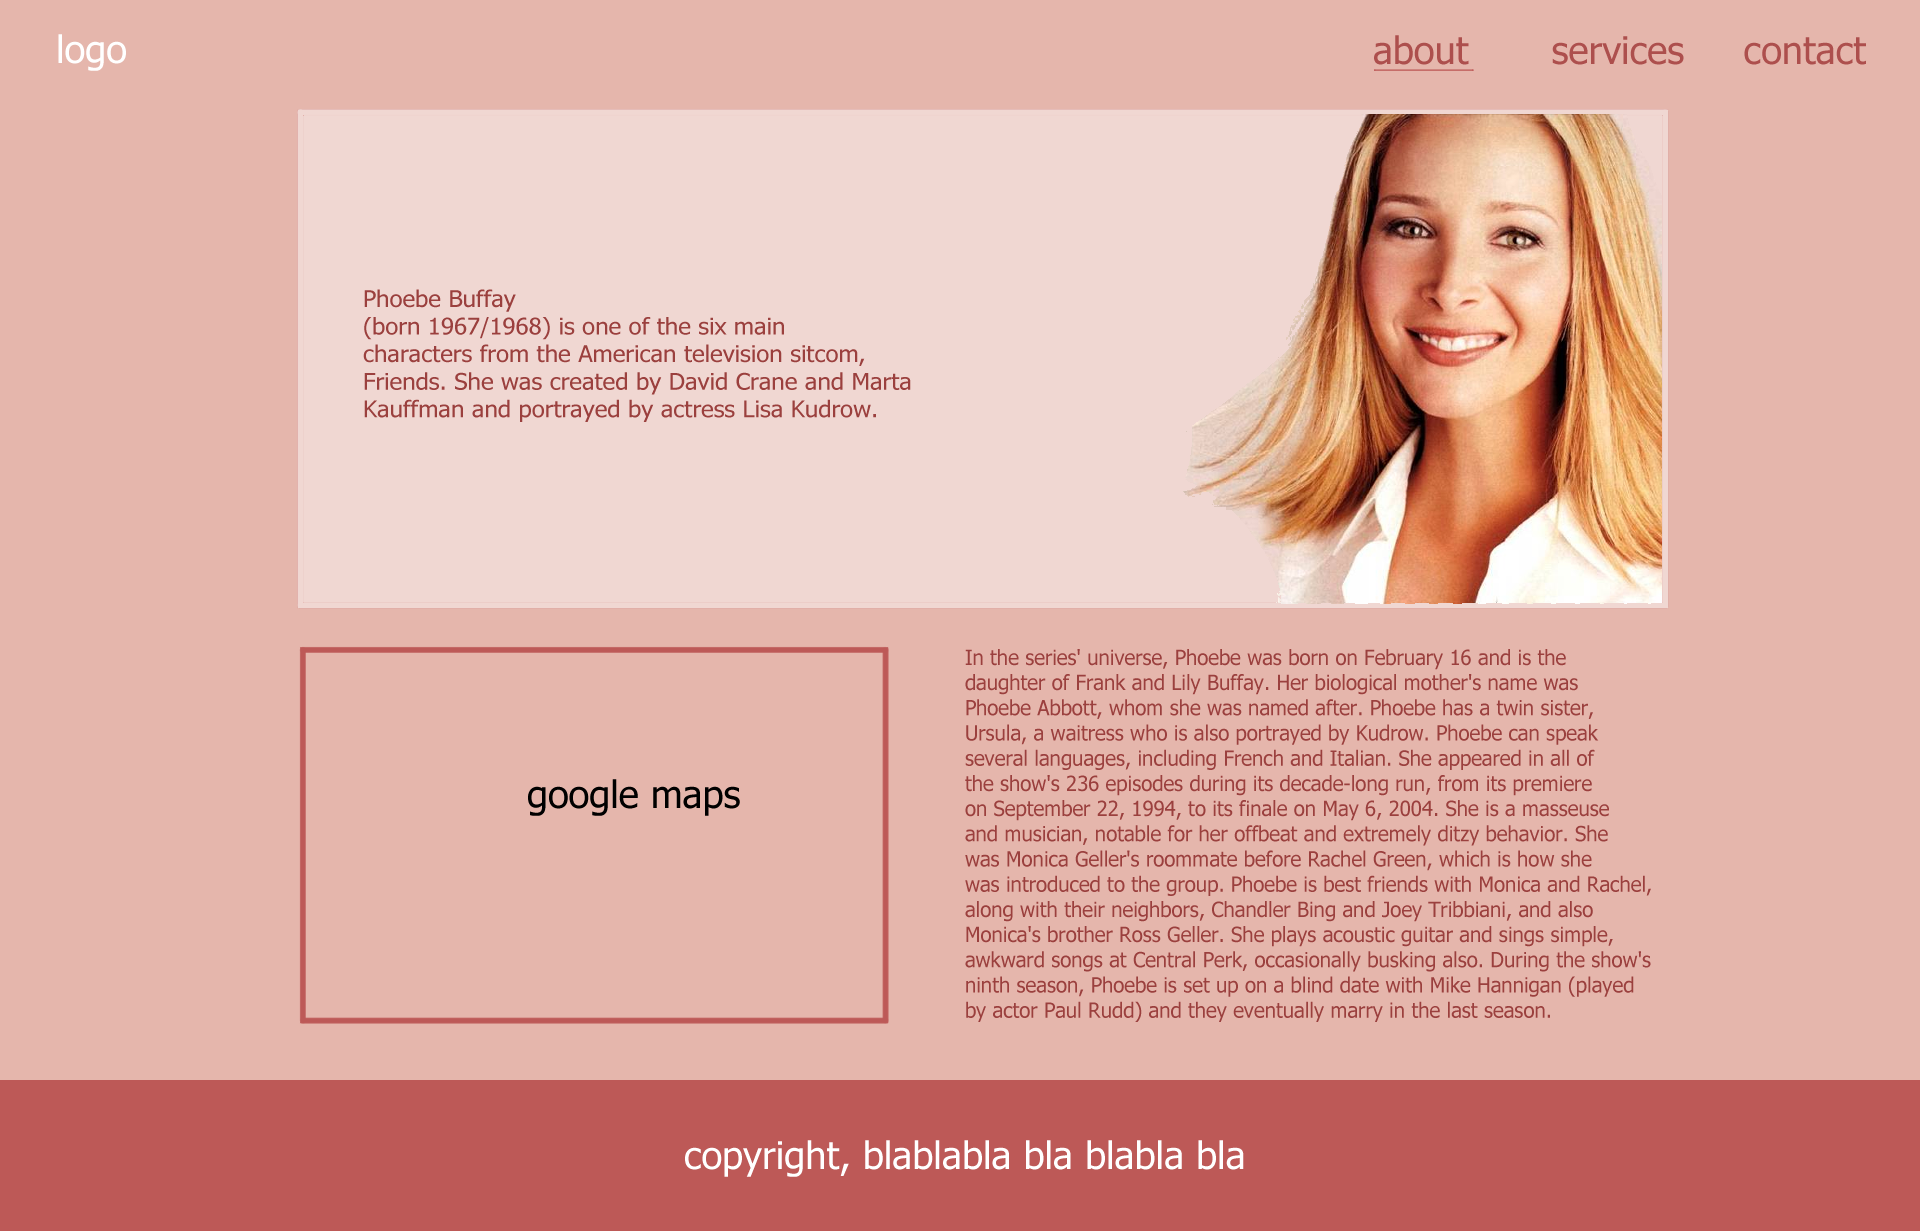 logo
about
services
contact
Phoebe Buffay
(born 1967/1968) is one of the six main
characters from the American television sitcom,
Friends. She was created by David Crane and Marta
Kauffman and portrayed by actress Lisa Kudrow.
google maps
In the series' universe, Phoebe was born on February 16 and is the
daughter of Frank and Lily Buffay. Her biological mother's name was
Phoebe Abbott, whom she was named after. Phoebe has a twin sister,
Ursula, a waitress who is also portrayed by Kudrow. Phoebe can speak
several languages, including French and Italian. She appeared in all of
the show's 236 episodes during its decade-long run, from its premiere
on September 22, 1994, to its finale on May 6, 2004. She is a masseuse
and musician, notable for her offbeat and extremely ditzy behavior. She
was Monica Geller's roommate before Rachel Green, which is how she
was introduced to the group. Phoebe is best friends with Monica and Rachel,
along with their neighbors, Chandler Bing and Joey Tribbiani, and also
Monica's brother Ross Geller. She plays acoustic guitar and sings simple,
awkward songs at Central Perk, occasionally busking also. During the show's
ninth season, Phoebe is set up on a blind date with Mike Hannigan (played
by actor Paul Rudd) and they eventually marry in the last season.
copyright, blablabla bla blabla bla